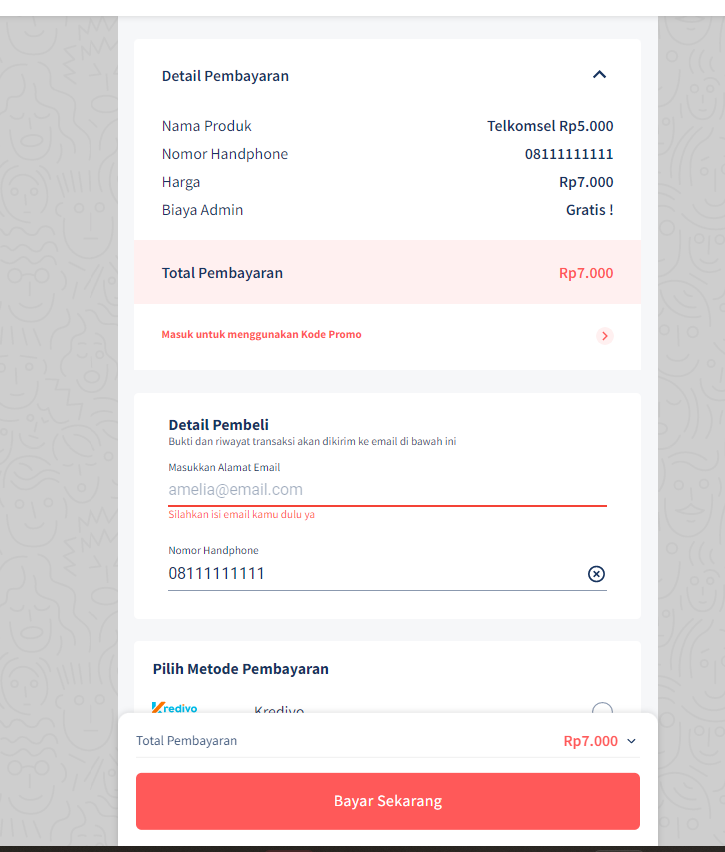 Detail Pembayaran
Nama Produk Telkomsel Rp5.000
Nomor Handphone 08111111111
Harga Rp7.000
Biaya Admin Gratis !
Total Pembayaran Rp7.000
Masuk untuk menggunakan Kode Promo
Detail Pembeli
Bukti dan riwayat transaksi akan dikirim ke email di bawah ini
Masukkan Alamat Email
amelia@email.com
Silahkan isi email kamu dulu ya
Nomor Handphone
08111111111
Pilih Metode Pembayaran
Kredivo Kredivo
Total Pembayaran Rp7.000
Bayar Sekarang